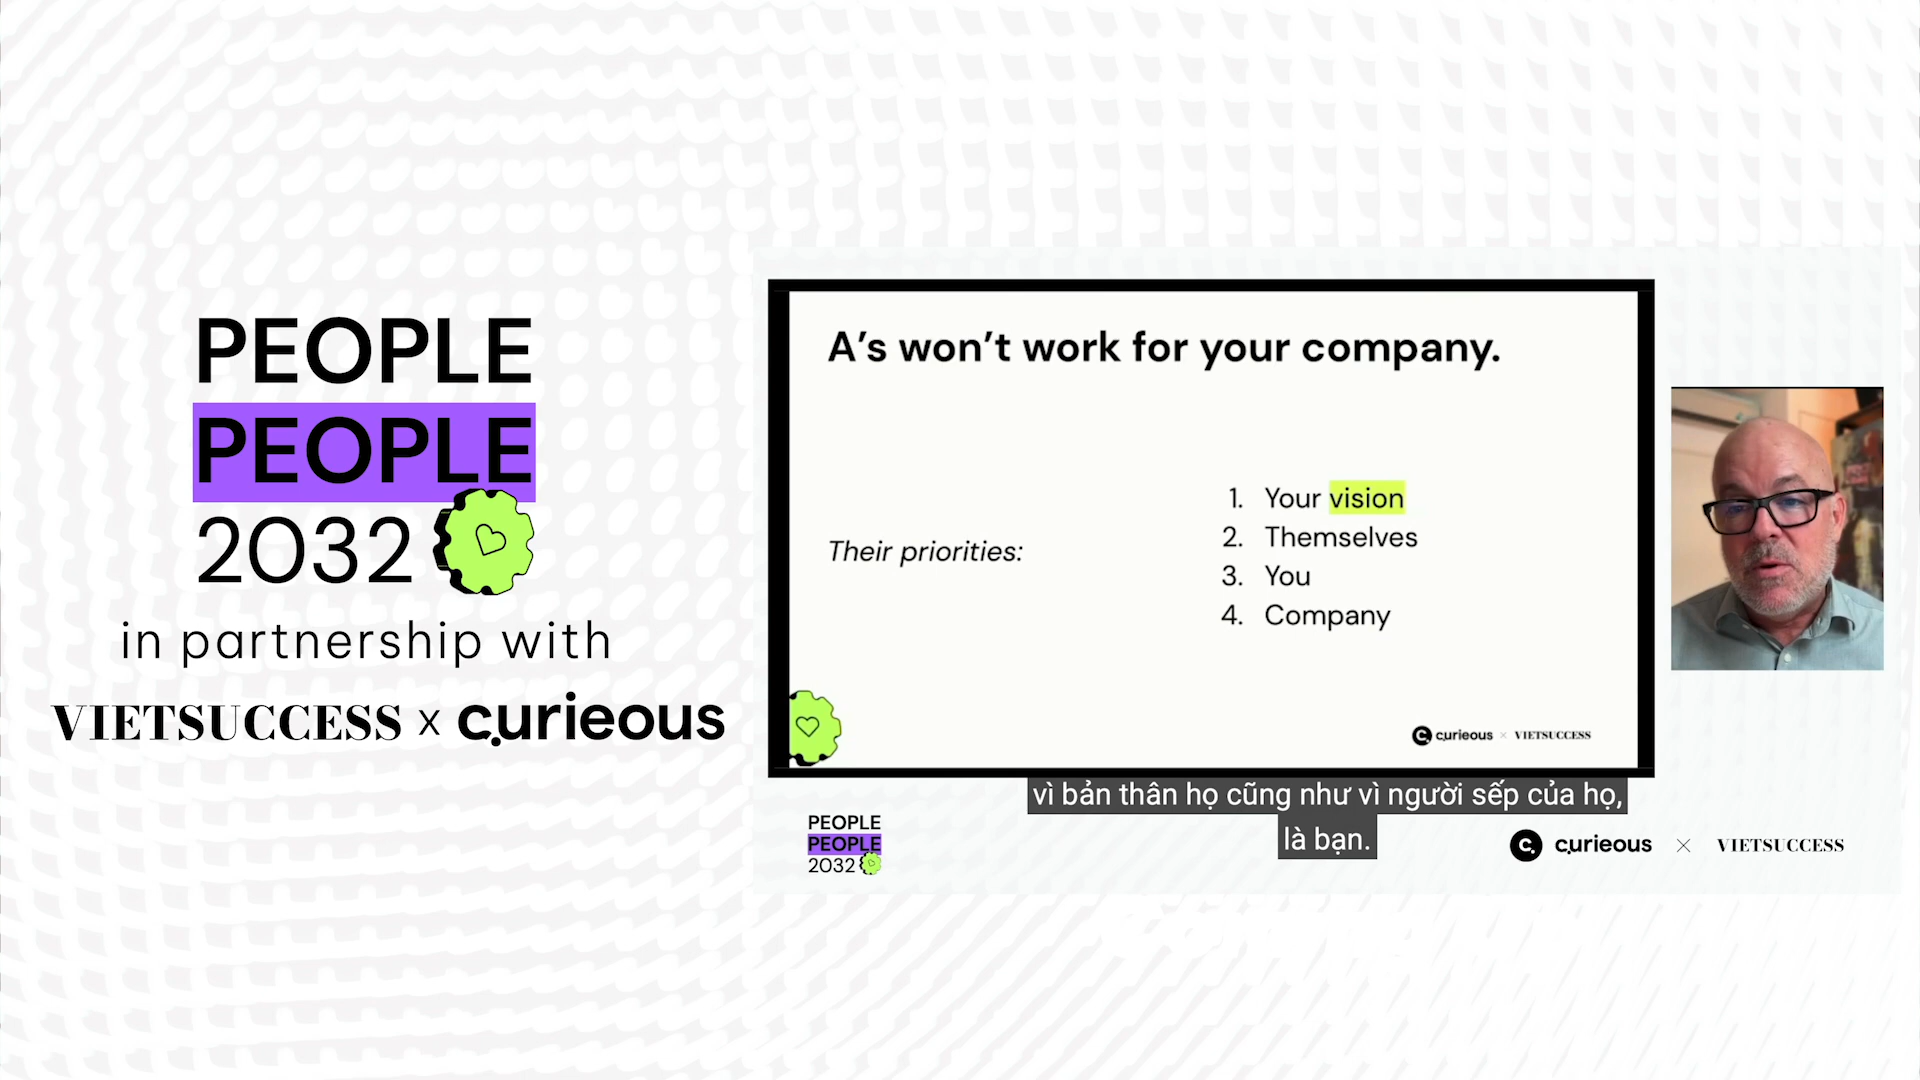 PEOPLE
PEOPLE
2032
in partnership with
VIETSUCCESS x curieous
A’s won’t work for your company.
Their priorities:
1. Your vision
2. Themselves
3. You
4. Company
C. curieous × VIETSUCCESS
vì bản thân họ cũng như vì người sếp của họ,
là bạn.
PEOPLE
PEOPLE
2032
C. curieous × VIETSUCCESS